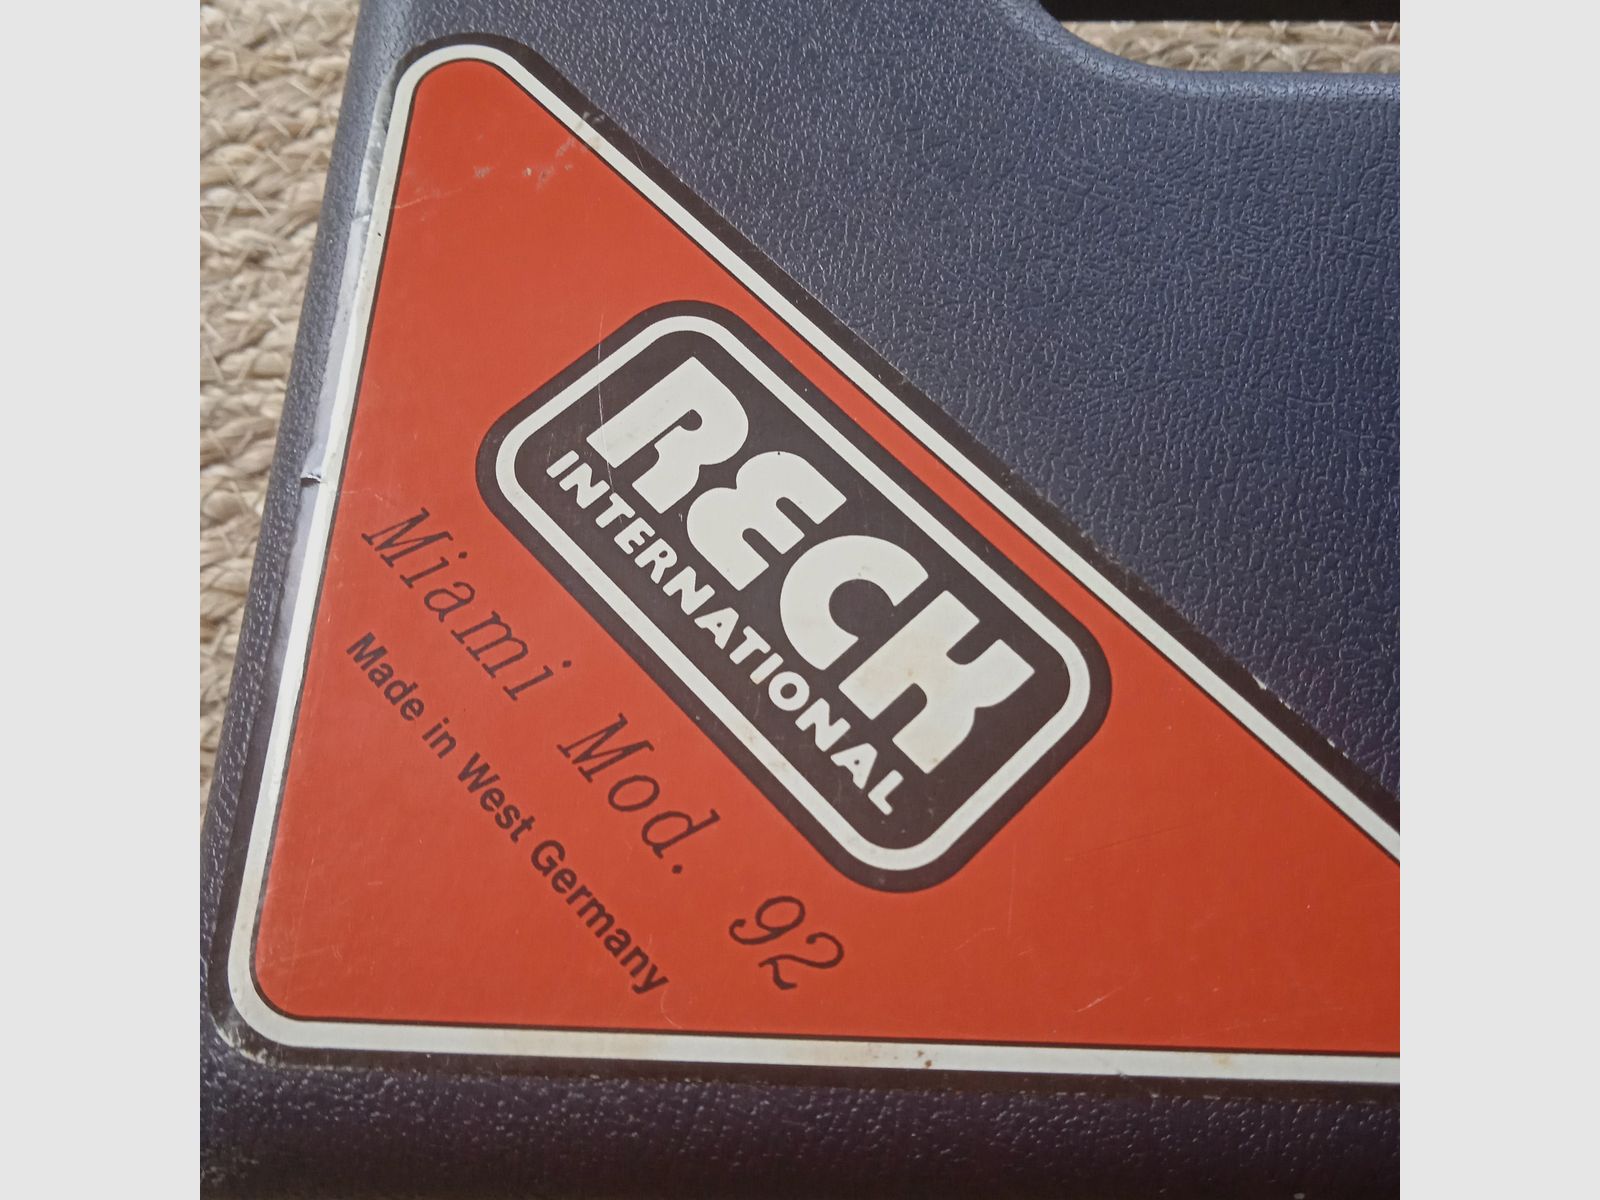 RECK
INTERNATIONAL
Miami Mod. 92
Made in West Germany